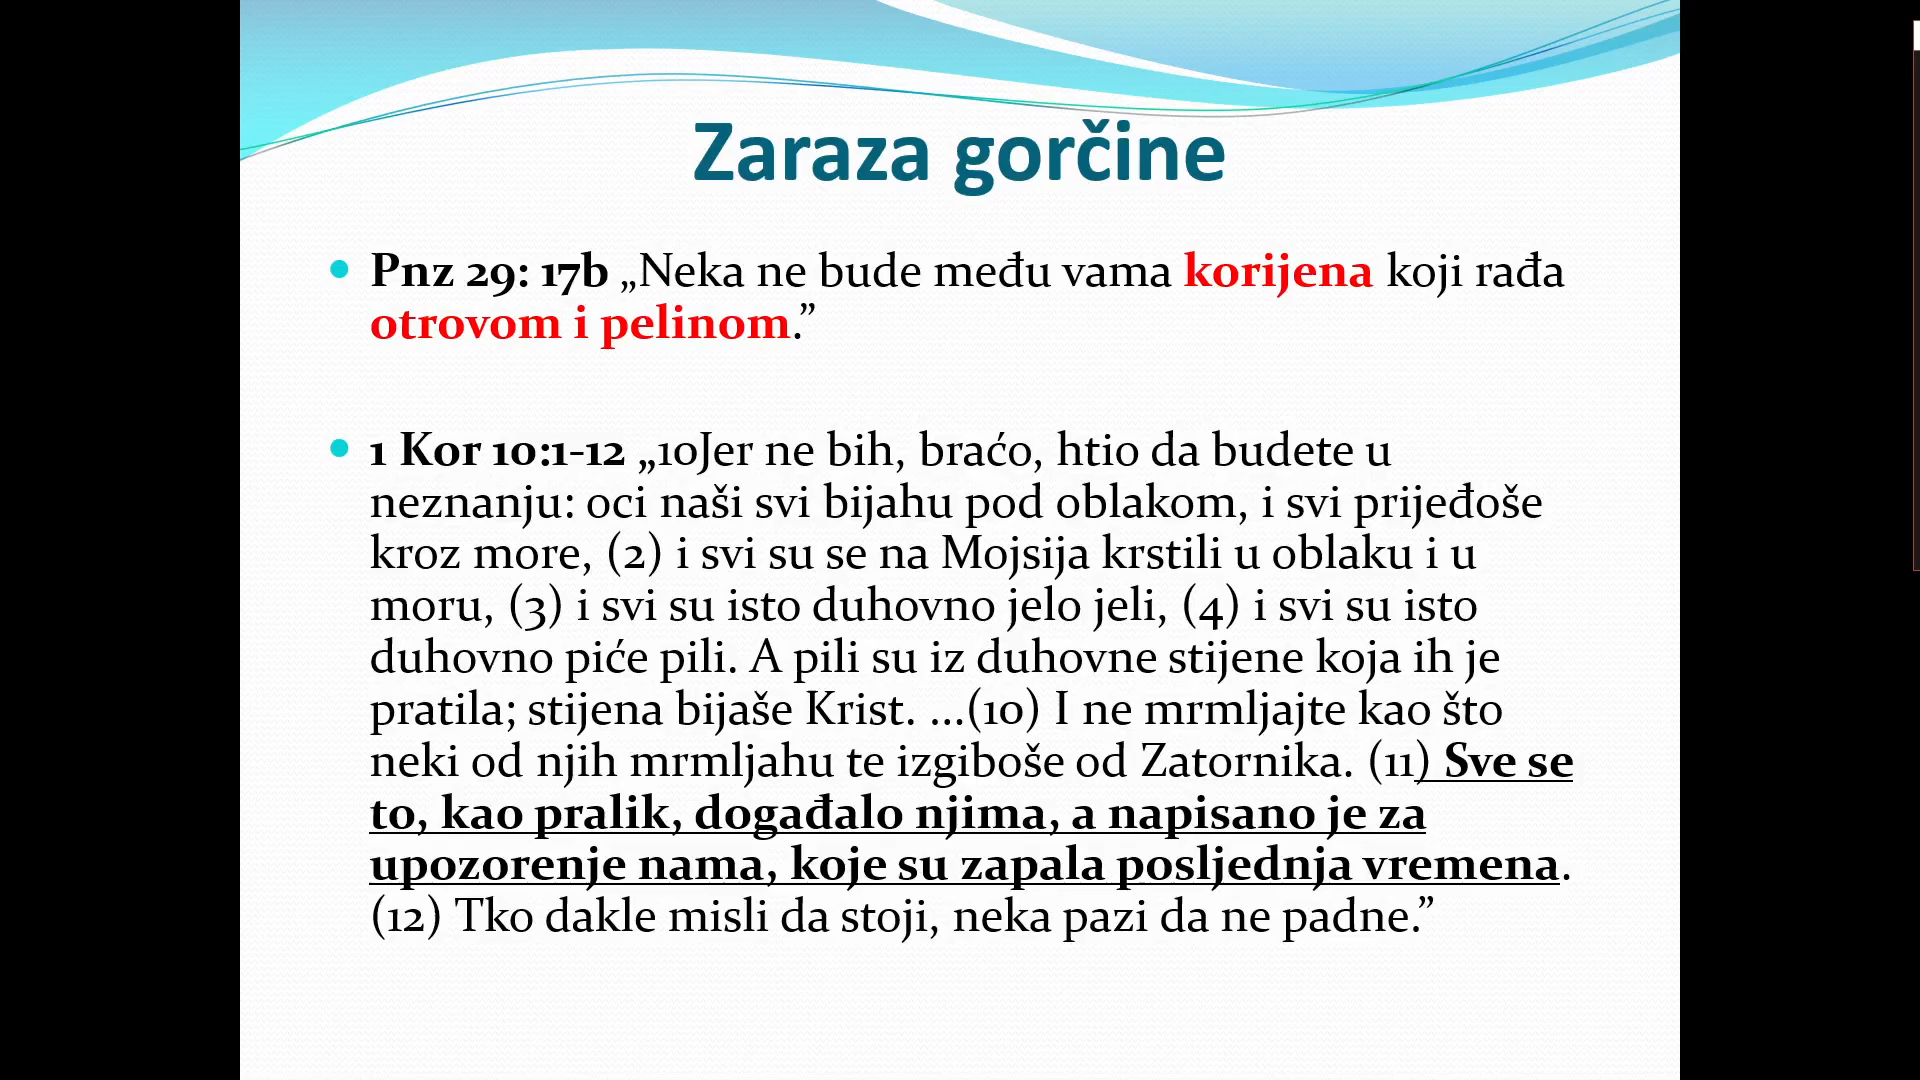 Zaraza gorčine
• Pnz 29: 17b „Neka ne bude među vama korijena koji rađa
otrovom i pelinom.”
• 1 Kor 10:1-12 „10Jer ne bih, braćo, htio da budete u
neznanju: oci naši svi bijahu pod oblakom, i svi prijeđoše
kroz more, (2) i svi su se na Mojsija krstili u oblaku i u
moru, (3) i svi su isto duhovno jelo jeli, (4) i svi su isto
duhovno piće pili. A pili su iz duhovne stijene koja ih je
pratila; stijena bijaše Krist. ...(10) I ne mrmljajte kao što
neki od njih mrmljahu te izgiboše od Zatornika. (11) Sve se
to, kao pralik, događalo njima, a napisano je za
upozorenje nama, koje su zapala posljednja vremena.
(12) Tko dakle misli da stoji, neka pazi da ne padne.”